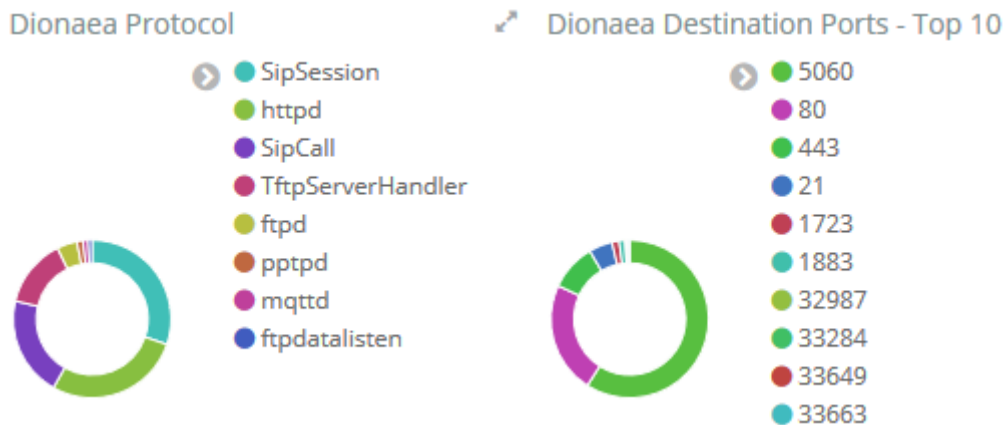 Dionaea Protocol
SipSession
httpd
SipCall
TftpServerHandler
ftpd
pptpd
mqttd
ftpdatalisten
Dionaea Destination Ports - Top 10
5060
80
443
21
1723
1883
32987
33284
33649
33663